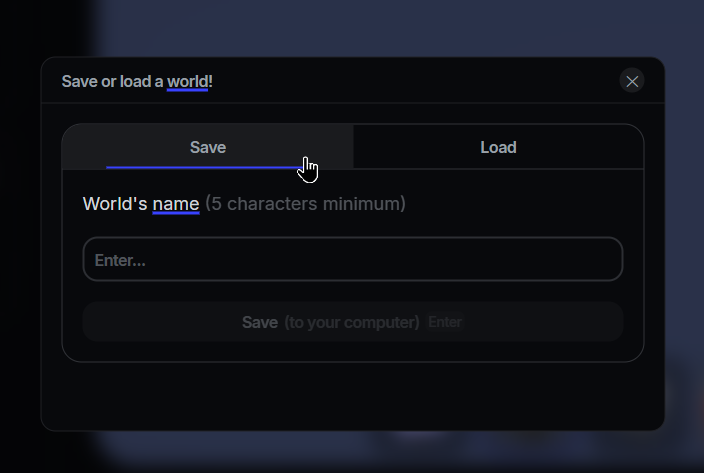 Save or load a world!
Save
Load
World's name (5 characters minimum)
Enter...
Save (to your computer) Enter